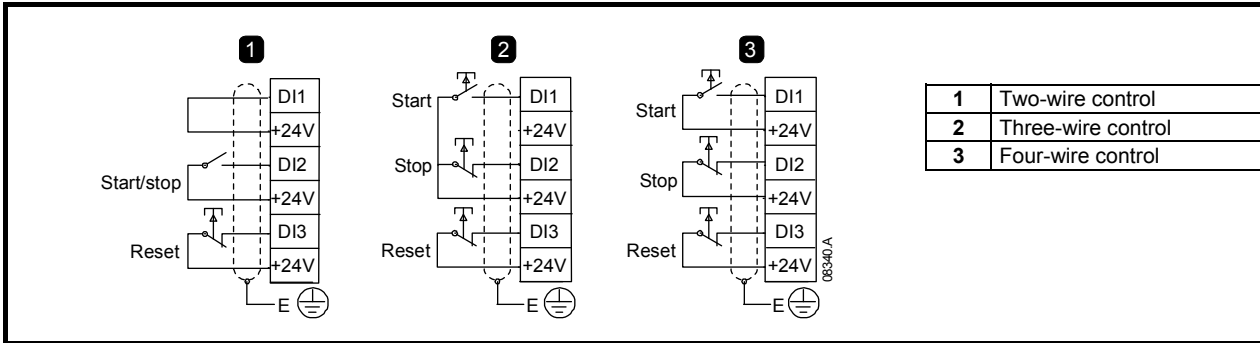 1
DI1
+24V
DI2
Start/stop
+24V
DI3
Reset
+24V
E
2
Start
DI1
+24V
Stop
DI2
+24V
Reset
DI3
+24V
E
3
Start
DI1
+24V
Stop
DI2
+24V
Reset
DI3
+24V
E
08340.A
1 Two-wire control
2 Three-wire control
3 Four-wire control